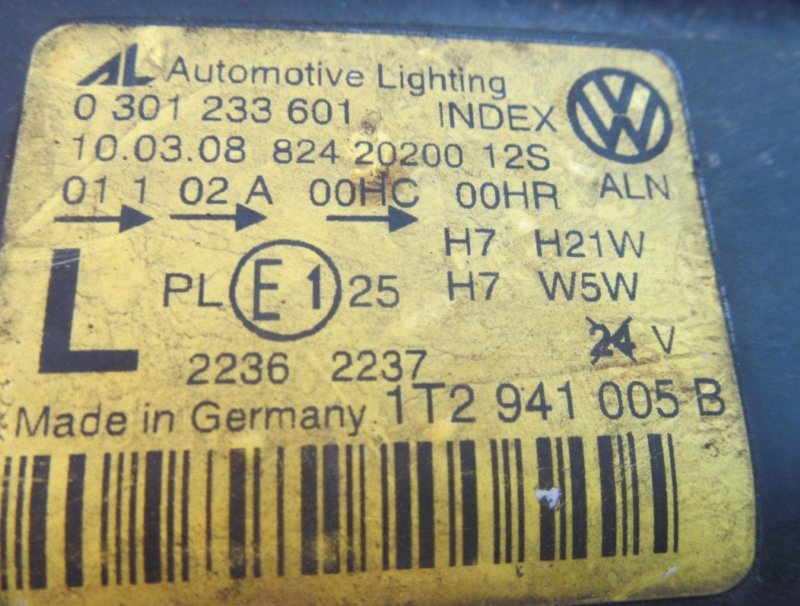 AL Automotive Lighting
0 301 233 601 INDEX
10.03.08 824 20200 12S
01 1 02 A 00HC 00HR ALN
H7 H21W
L PL E1 25 H7 W5W
24 V
2236 2237
Made in Germany 1T2 941 005 B